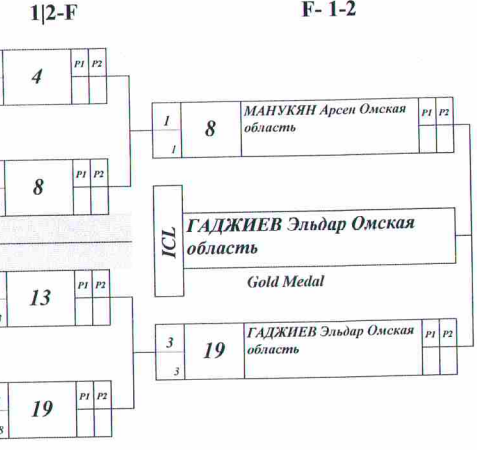 1|2-F
F- 1-2
4
P1 P2
8
P1 P2
13
P1 P2
19
P1 P2
8
1
1
8
МАНУКЯН Арсен Омская
область
P1 P2
ICL
ГАДЖИЕВ Эльдар Омская
область
Gold Medal
3
3
19
ГАДЖИЕВ Эльдар Омская
область
P1 P2